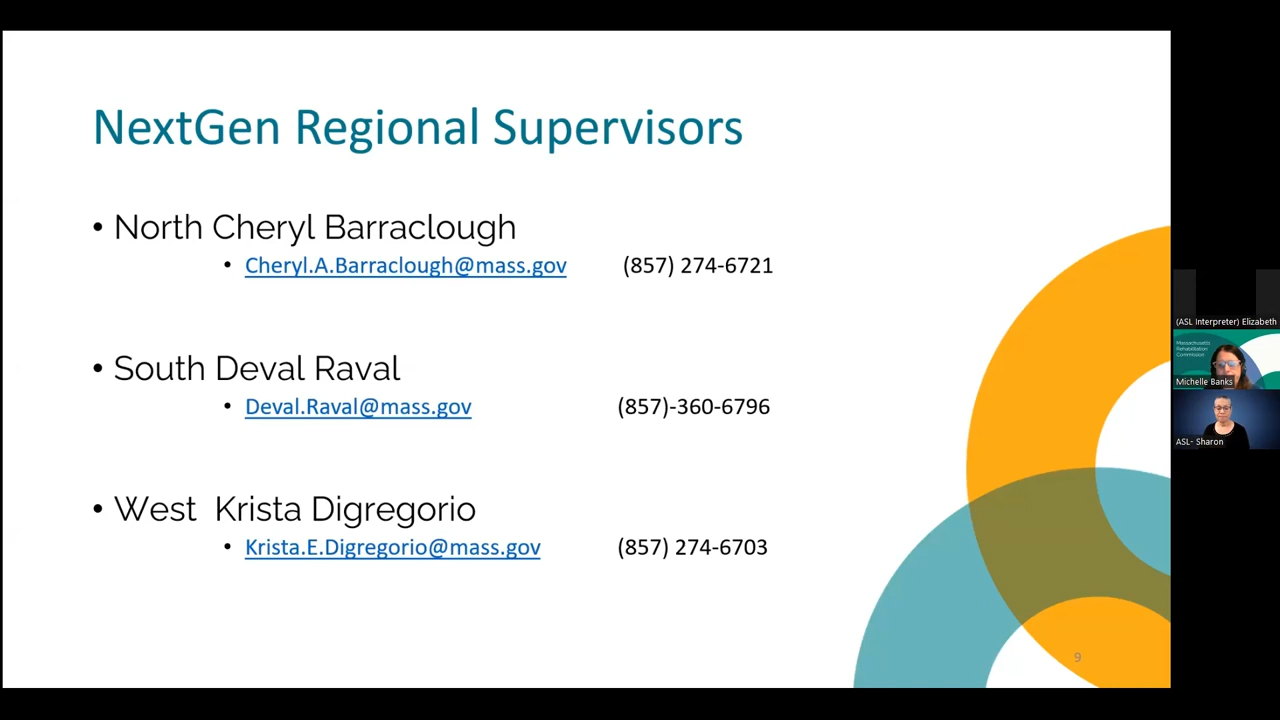 NextGen Regional Supervisors
• North Cheryl Barraclough
• Cheryl.A.Barraclough@mass.gov (857) 274-6721
• South Deval Raval
• Deval.Raval@mass.gov (857)-360-6796
• West Krista Digregorio
• Krista.E.Digregorio@mass.gov (857) 274-6703
9
(ASL Interpreter) Elizabeth
Massachusetts
Rehabilitation
Commission
Michelle Banks
ASL- Sharon